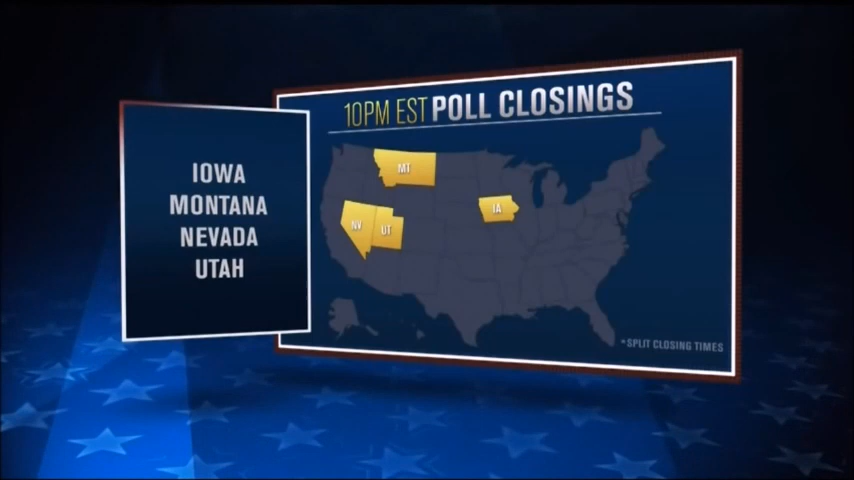 10PM EST POLL CLOSINGS
IOWA
MONTANA
NEVADA
UTAH
MT
NV
UT
IA
*SPLIT CLOSING TIMES